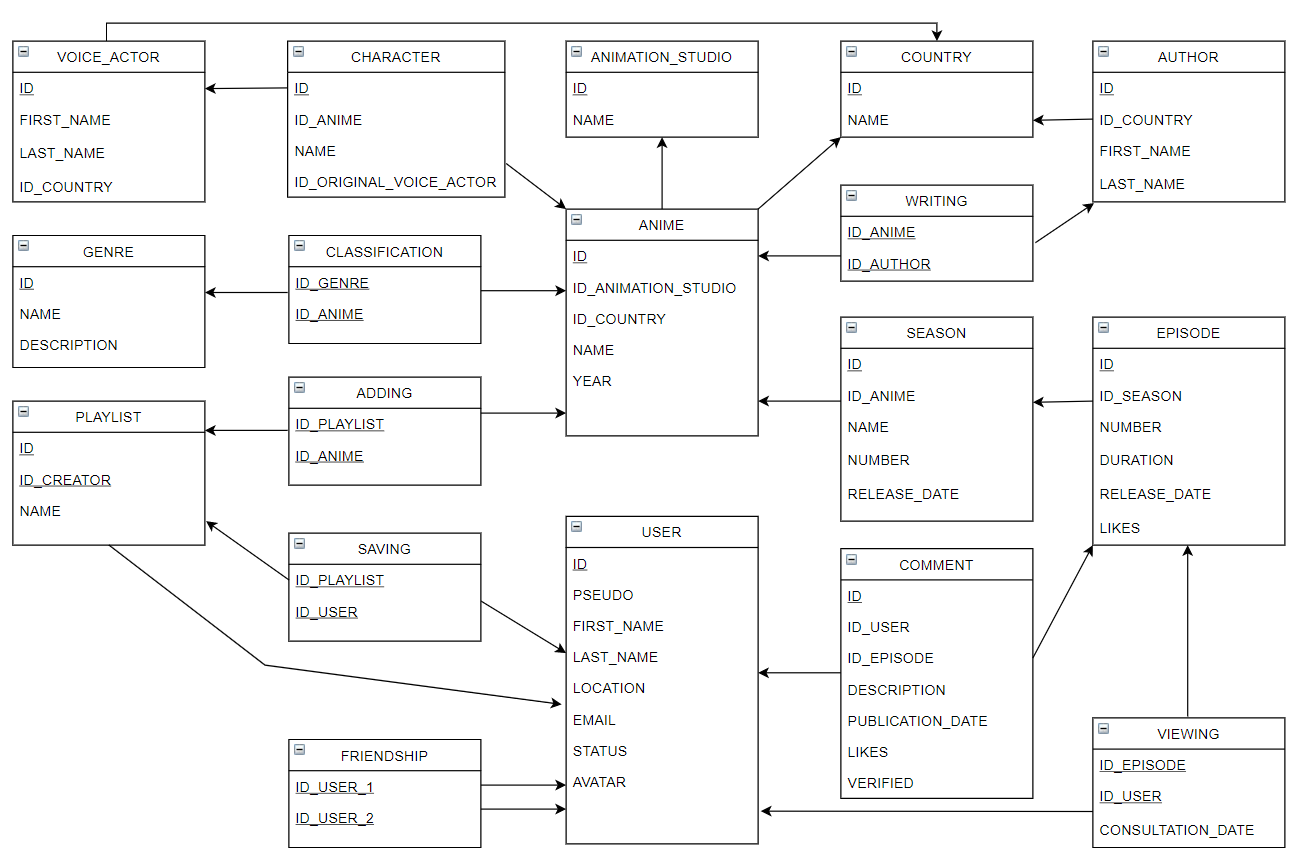 VOICE_ACTOR
ID
FIRST_NAME
LAST_NAME
ID_COUNTRY
CHARACTER
ID
ID_ANIME
NAME
ID_ORIGINAL_VOICE_ACTOR
ANIMATION_STUDIO
ID
NAME
COUNTRY
ID
NAME
AUTHOR
ID
ID_COUNTRY
FIRST_NAME
LAST_NAME
WRITING
ID_ANIME
ID_AUTHOR
GENRE
ID
NAME
DESCRIPTION
CLASSIFICATION
ID_GENRE
ID_ANIME
ANIME
ID
ID_ANIMATION_STUDIO
ID_COUNTRY
NAME
YEAR
SEASON
ID
ID_ANIME
NAME
NUMBER
RELEASE_DATE
EPISODE
ID
ID_SEASON
NUMBER
DURATION
RELEASE_DATE
LIKES
PLAYLIST
ID
ID_CREATOR
NAME
ADDING
ID_PLAYLIST
ID_ANIME
SAVING
ID_PLAYLIST
ID_USER
USER
ID
PSEUDO
FIRST_NAME
LAST_NAME
LOCATION
EMAIL
STATUS
AVATAR
COMMENT
ID
ID_USER
ID_EPISODE
DESCRIPTION
PUBLICATION_DATE
LIKES
VERIFIED
FRIENDSHIP
ID_USER_1
ID_USER_2
VIEWING
ID_EPISODE
ID_USER
CONSULTATION_DATE